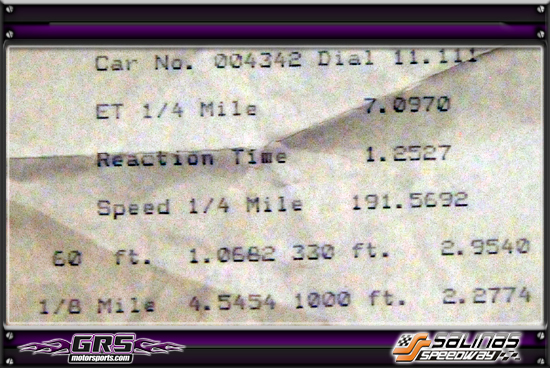 Car No. 004342 Dial 11.111
ET 1/4 Mile 7.0970
Reaction Time 1.2527
Speed 1/4 Mile 191.5692
60 ft. 1.0682 330 ft. 2.9540
1/8 Mile 4.5454 1000 ft. 2.2774
GRS
motorsports.com
SALINAS
SPEEDWAY